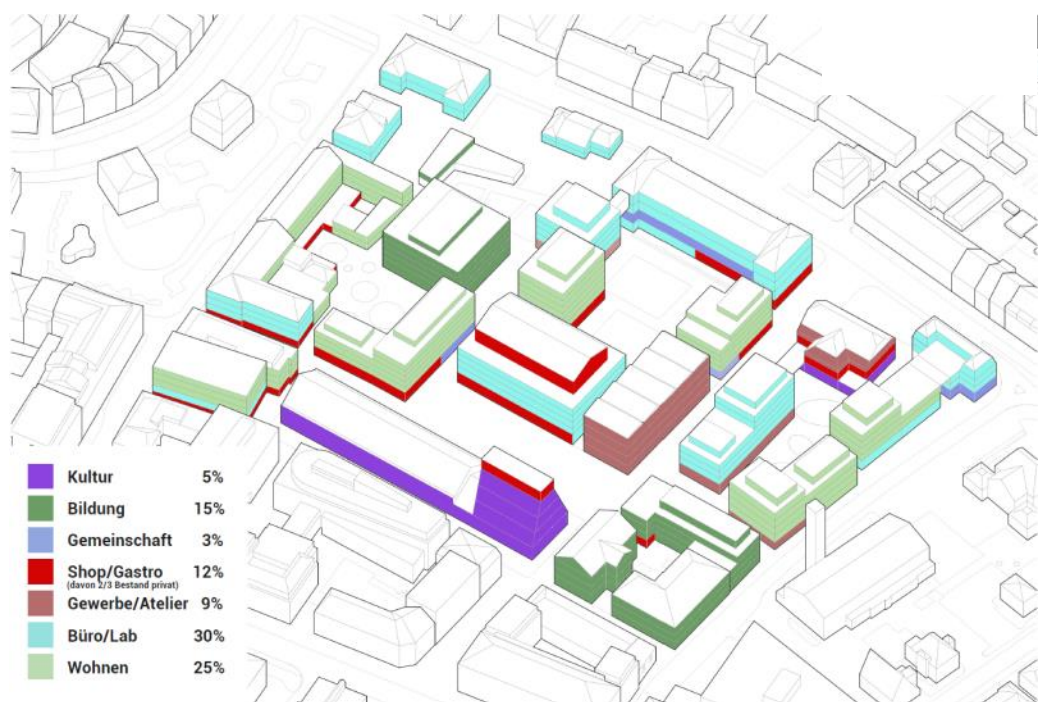 Kultur 5%
Bildung 15%
Gemeinschaft 3%
Shop/Gastro 12%
(davon 2/3 Bestand privat)
Gewerbe/Atelier 9%
Büro/Lab 30%
Wohnen 25%